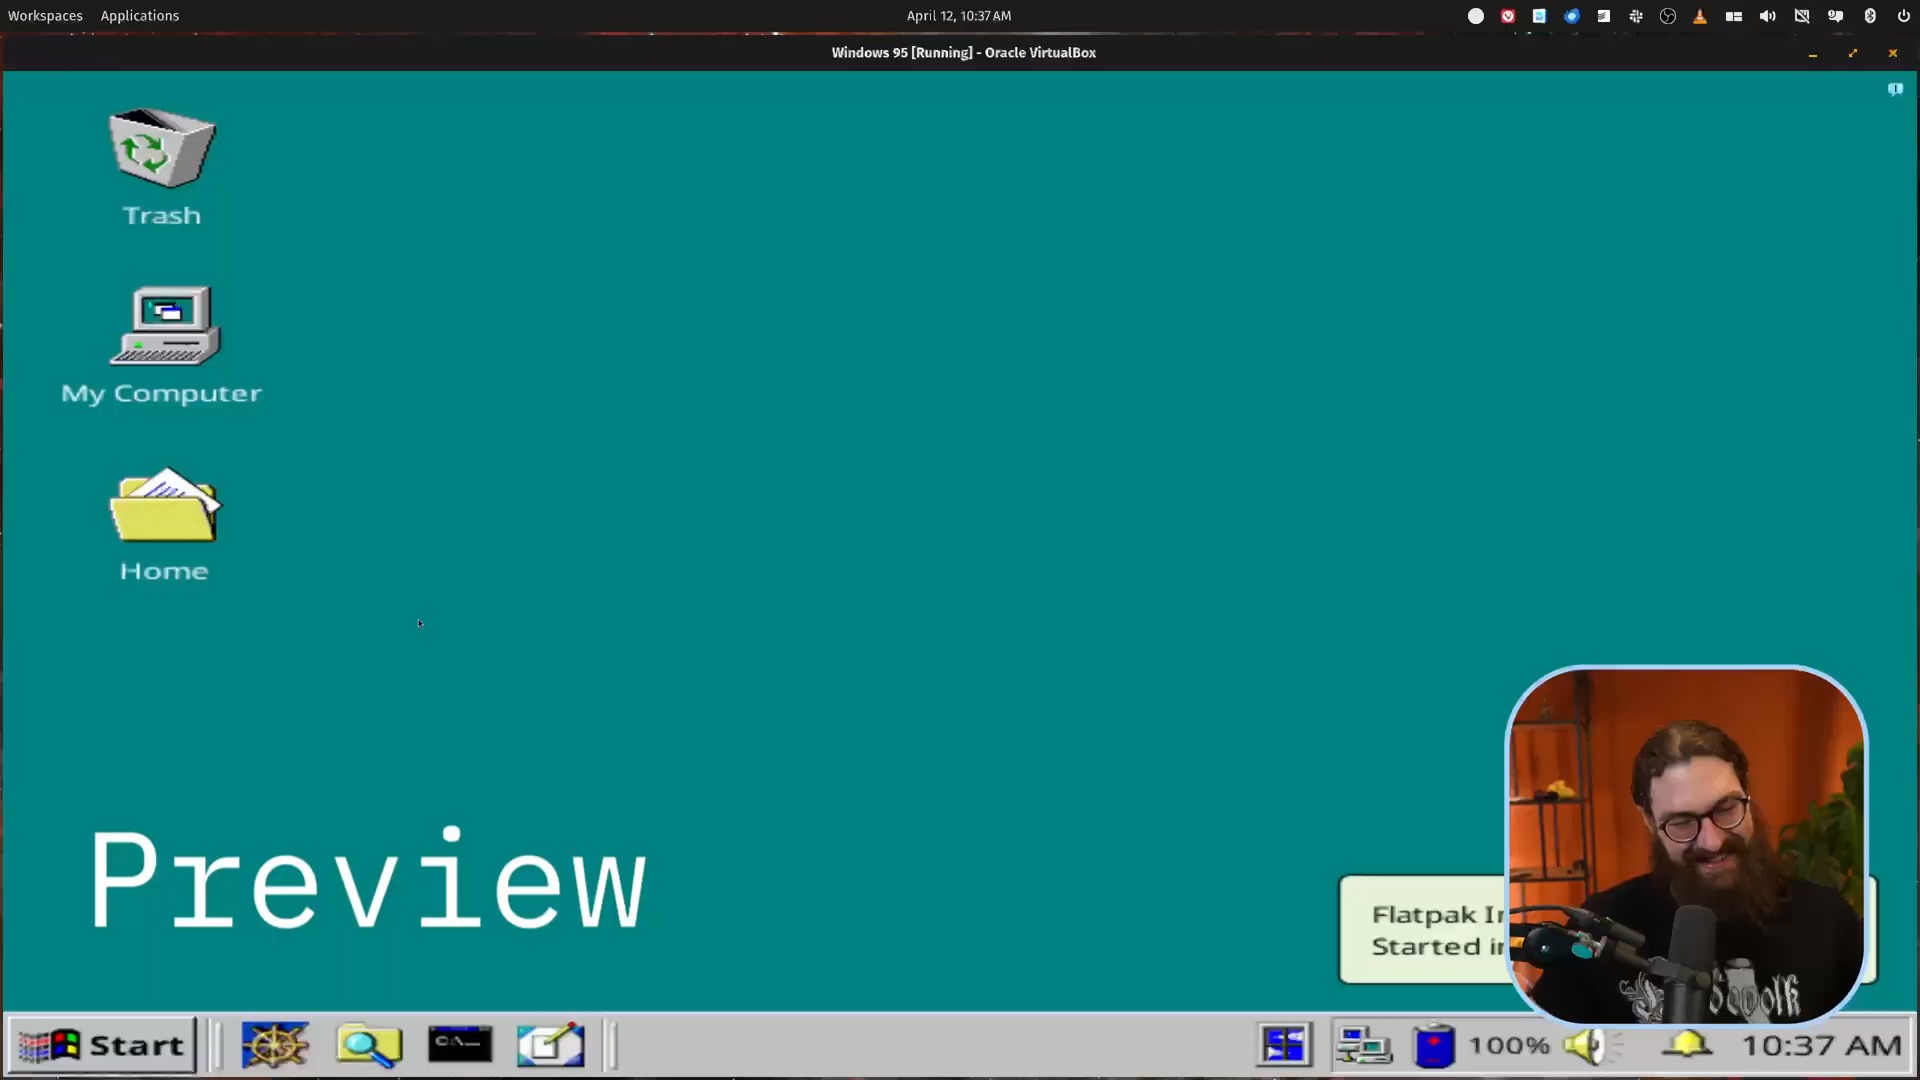 Workspaces Applications April 12, 10:37 AM
Windows 95 [Running] - Oracle VirtualBox
Trash
My Computer
Home
Preview
Flatpak
Started
Start
C:\_
100%
10:37 AM